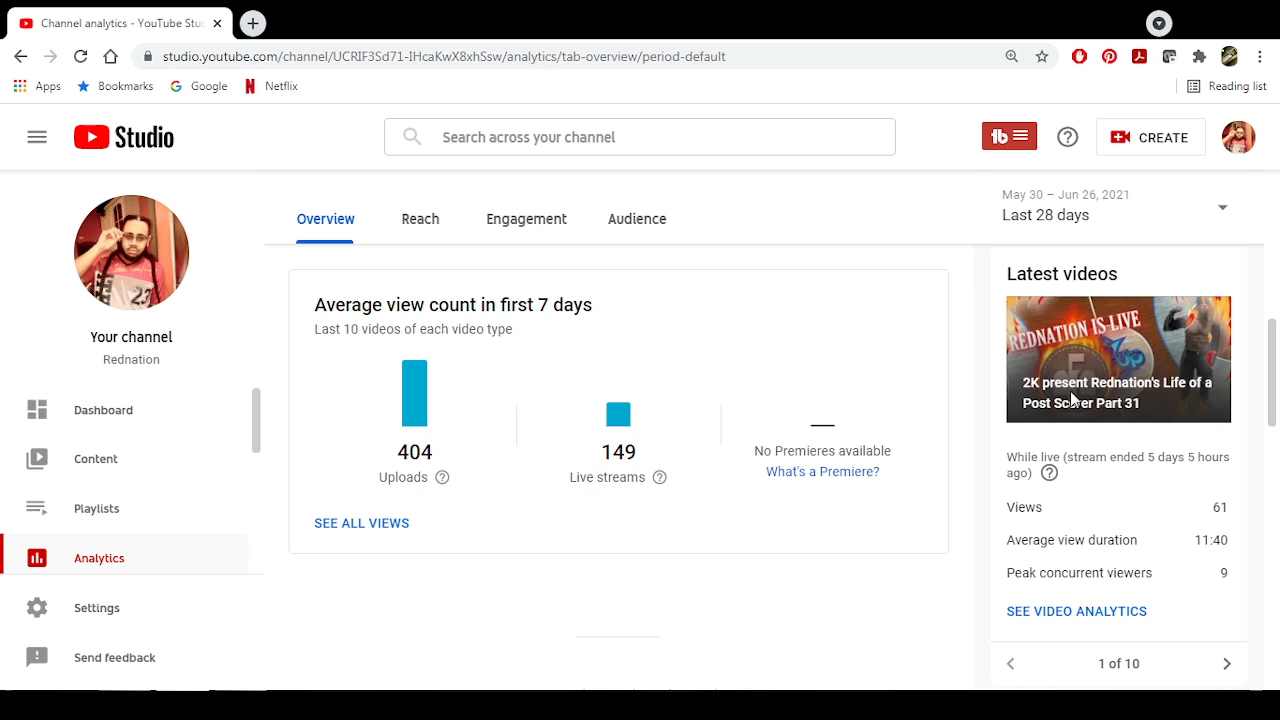 Channel analytics - YouTube Stu
studio.youtube.com/channel/UCRIF3Sd71-IHcaKwX8xhSsw/analytics/tab-overview/period-default
Apps Bookmarks Google Netflix Reading list
Studio
Search across your channel
CREATE
Your channel
Rednation
Dashboard
Content
Playlists
Analytics
Settings
Send feedback
Overview Reach Engagement Audience
May 30 – Jun 26, 2021
Last 28 days
Average view count in first 7 days
Last 10 videos of each video type
404
Uploads
149
Live streams
No Premieres available
What's a Premiere?
SEE ALL VIEWS
Latest videos
REDNATION IS LIVE
2K present Rednation's Life of a
Post Scorer Part 31
While live (stream ended 5 days 5 hours
ago)
Views 61
Average view duration 11:40
Peak concurrent viewers 9
SEE VIDEO ANALYTICS
1 of 10